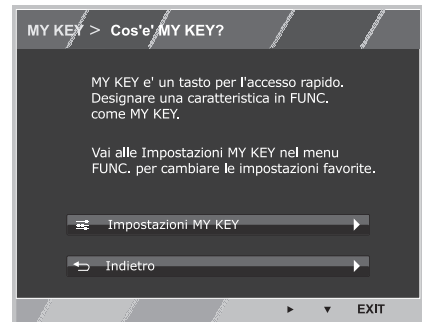 MY KEY > Cos'e' MY KEY?
MY KEY e' un tasto per l'accesso rapido.
Designare una caratteristica in FUNC.
come MY KEY.
Vai alle Impostazioni MY KEY nel menu
FUNC. per cambiare le impostazioni favorite.
Impostazioni MY KEY
Indietro
EXIT